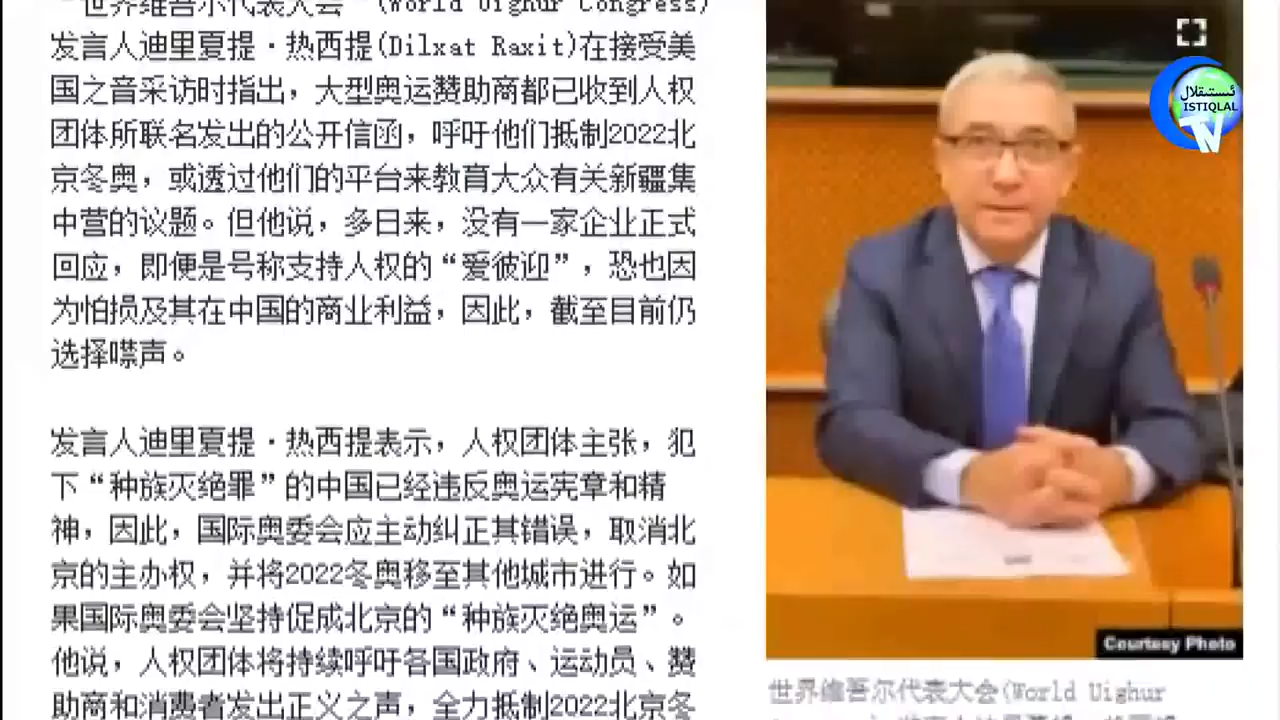 “世界维吾尔代表大会”(World Uighur Congress)
发言人迪里夏提·热西提(Dilxat Raxit)在接受美
国之音采访时指出，大型奥运赞助商都已收到人权
团体所联名发出的公开信函，呼吁他们抵制2022北
京冬奥，或透过他们的平台来教育大众有关新疆集
中营的议题。但他说，多日来，没有一家企业正式
回应，即便是号称支持人权的“爱彼迎”，恐也因
为怕损及其在中国的商业利益，因此，截至目前仍
选择噤声。
发言人迪里夏提·热西提表示，人权团体主张，犯
下“种族灭绝罪”的中国已经违反奥运宪章和精
神，因此，国际奥委会应主动纠正其错误，取消北
京的主办权，并将2022冬奥移至其他城市进行。如
果国际奥委会坚持促成北京的“种族灭绝奥运”。
他说，人权团体将持续呼吁各国政府、运动员、赞
助商和消费者发出正义之声，全力抵制2022北京冬
ئىستىقلال
ISTIQLAL
TV
Courtesy Photo
世界维吾尔代表大会(World Uighur